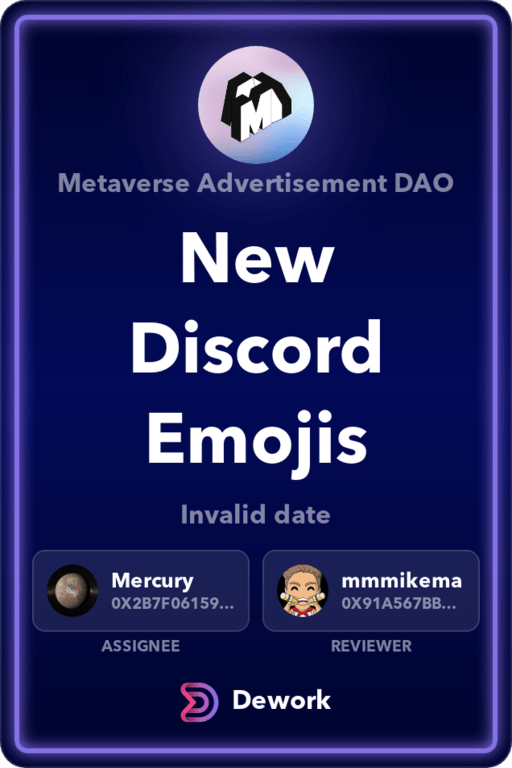 M
Metaverse Advertisement DAO
New
Discord
Emojis
Invalid date
Mercury
0X2B7F06159...
mmmikema
0X91A567BB...
ASSIGNEE
REVIEWER
Dework